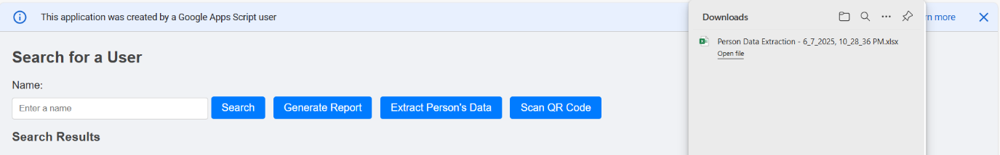 This application was created by a Google Apps Script user
Downloads
n more
Person Data Extraction - 6_7_2025, 10_28_36 PM.xlsx
Open file
Search for a User
Name:
Enter a name
Search
Generate Report
Extract Person's Data
Scan QR Code
Search Results